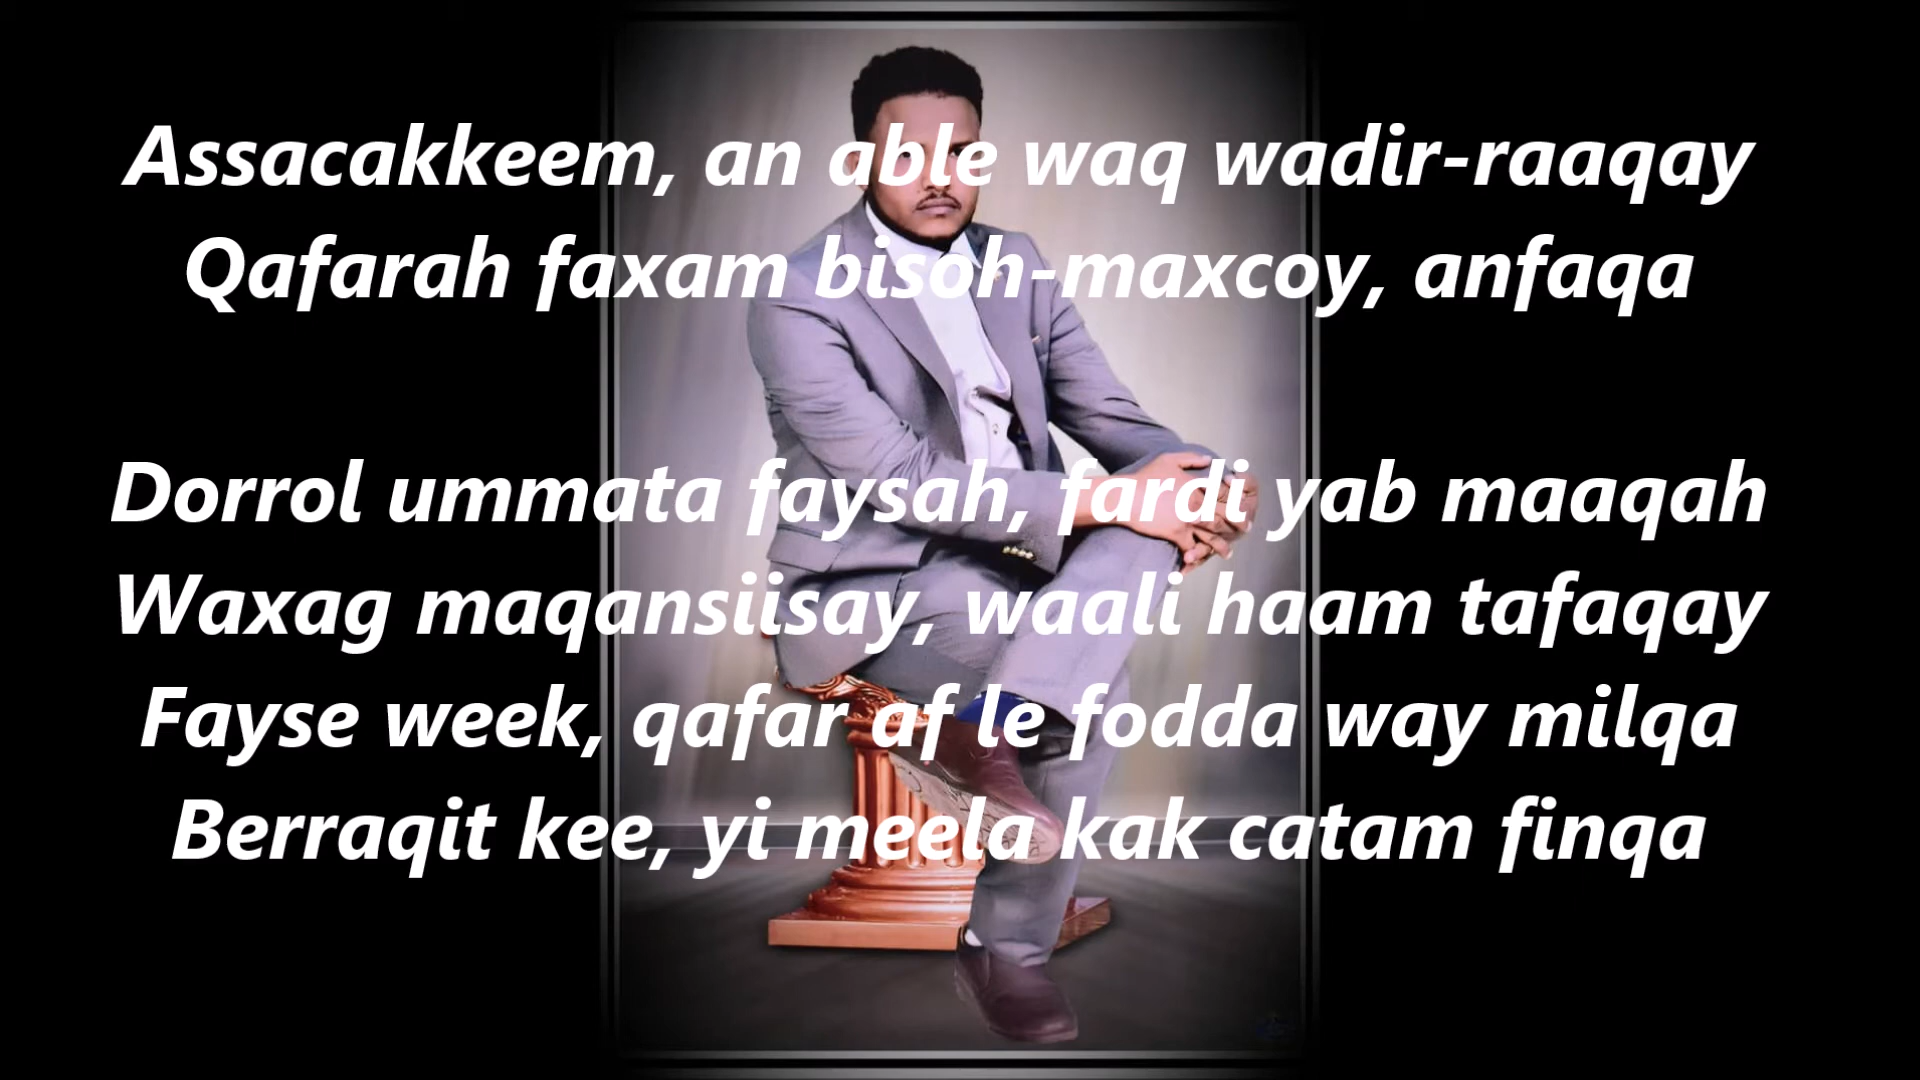 Assacakkeem, an able waq wadir-raaqay
Qafarah faxam bisoh-maxcoy, anfaqa
Dorrol ummata faysah, fardi yab maaqah
Waxag maqansiisay, waali haam tafaqay
Fayse week, qafar af le fodda way milqa
Berraqit kee, yi meela kak catam finqa